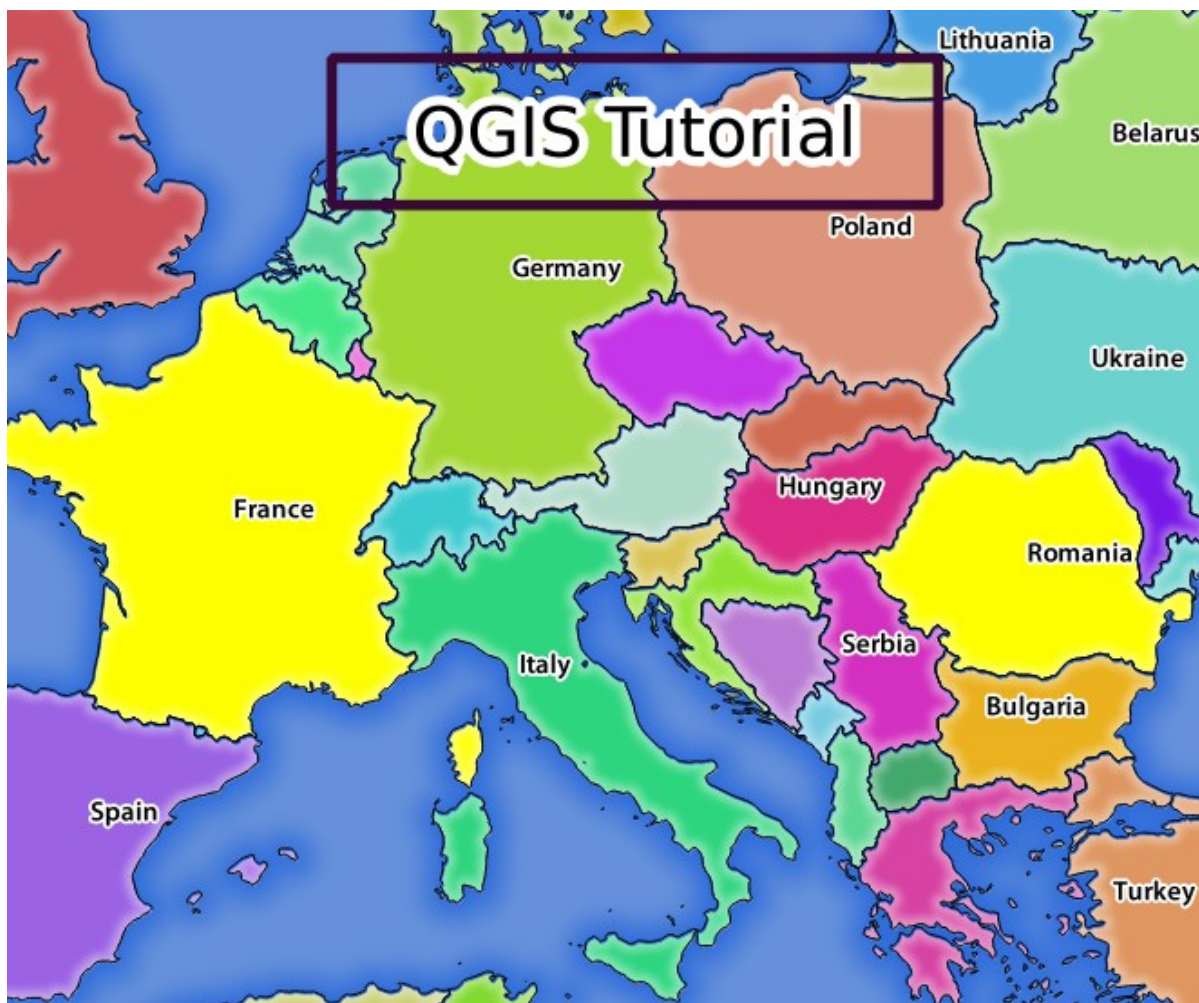 Lithuania
QGIS Tutorial
Belarus
Poland
Germany
Ukraine
Hungary
France
Romania
Serbia
Italy
Bulgaria
Spain
Turkey